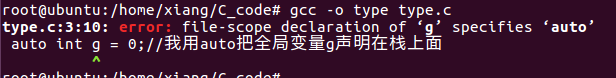 root@ubuntu:/home/xiang/C_code# gcc -o type type.c
type.c:3:10: error: file-scope declaration of ‘g’ specifies ‘auto’
 auto int g = 0;//我用auto把全局变量g声明在栈上面
          ^
root@ubuntu:/home/xiang/C_code#